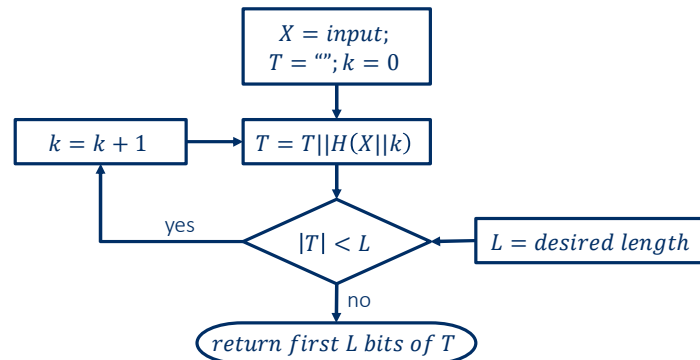 X = input;
T = “”; k = 0
k = k + 1
T = T||H(X||k)
yes
|T| < L
L = desired length
no
return first L bits of T